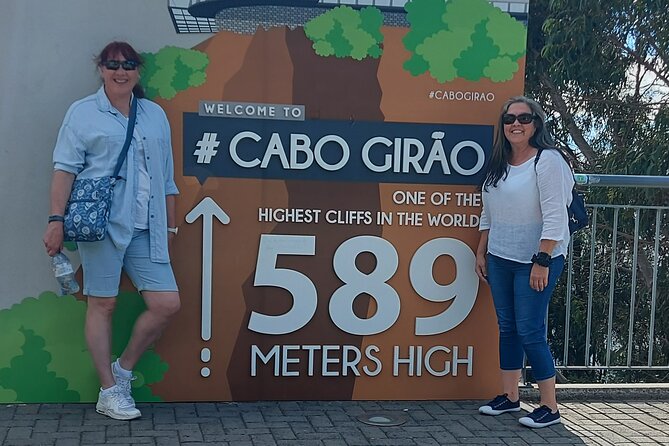 #CABOGIRAO
WELCOME TO
# CABO GIRÃO
ONE OF THE
HIGHEST CLIFFS IN THE WORLD
589
METERS HIGH